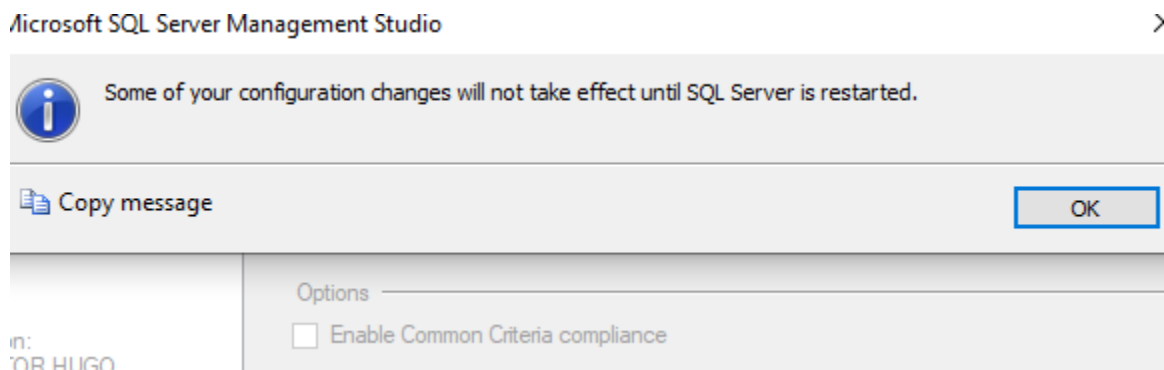 Microsoft SQL Server Management Studio
Some of your configuration changes will not take effect until SQL Server is restarted.
Copy message
OK
Options
Enable Common Criteria compliance
HUGO